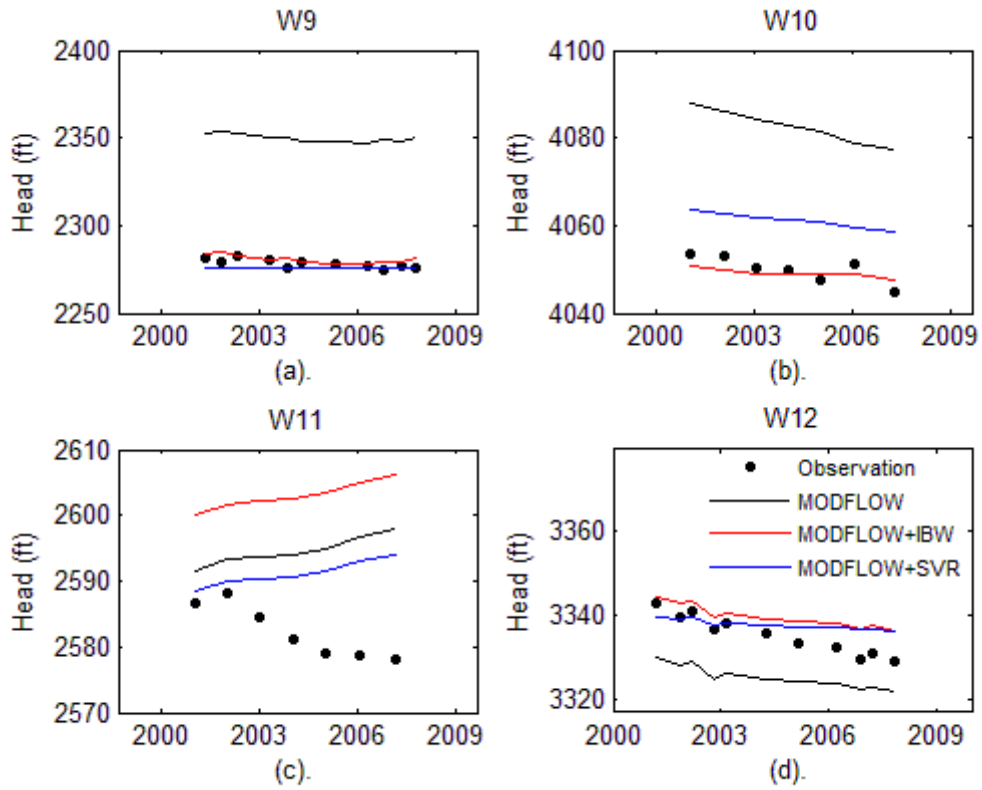 W9
2400
2350
2300
2250
Head (ft)
2000 2003 2006 2009
(a).
W10
4100
4080
4060
4040
Head (ft)
2000 2003 2006 2009
(b).
W11
2610
2600
2590
2580
2570
Head (ft)
2000 2003 2006 2009
(c).
W12
3360
3340
3320
Head (ft)
Observation
MODFLOW
MODFLOW+IBW
MODFLOW+SVR
2000 2003 2006 2009
(d).